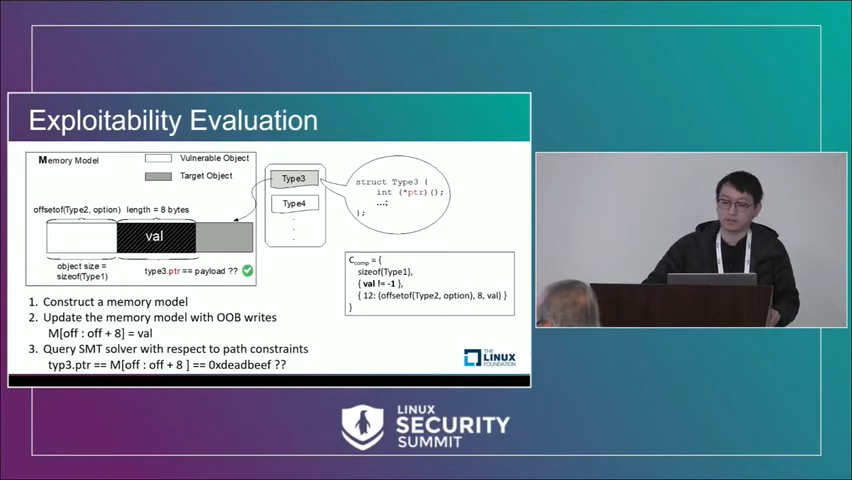 Exploitability Evaluation
Memory Model
Vulnerable Object
Target Object
offsetof(Type2, option)
length = 8 bytes
val
object size =
sizeof(Type1)
type3.ptr == payload ??
Type3
Type4
.
.
.
struct Type3 {
int (*ptr)();
...;
};
Ccomp = {
sizeof(Type1),
{ val != -1 },
{ 12: (offsetof(Type2, option), 8, val) }
}
1. Construct a memory model
2. Update the memory model with OOB writes
M[off : off + 8] = val
3. Query SMT solver with respect to path constraints
typ3.ptr == M[off : off + 8 ] == 0xdeadbeef ??
THE
LINUX
FOUNDATION
LINUX
SECURITY
SUMMIT